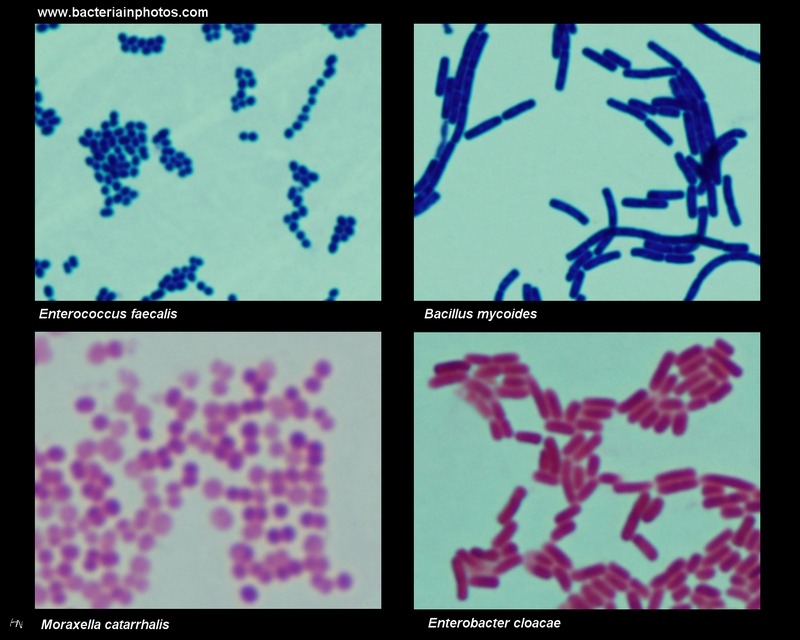 www.bacteriainphotos.com
Enterococcus faecalis
Bacillus mycoides
Moraxella catarrhalis
Enterobacter cloacae